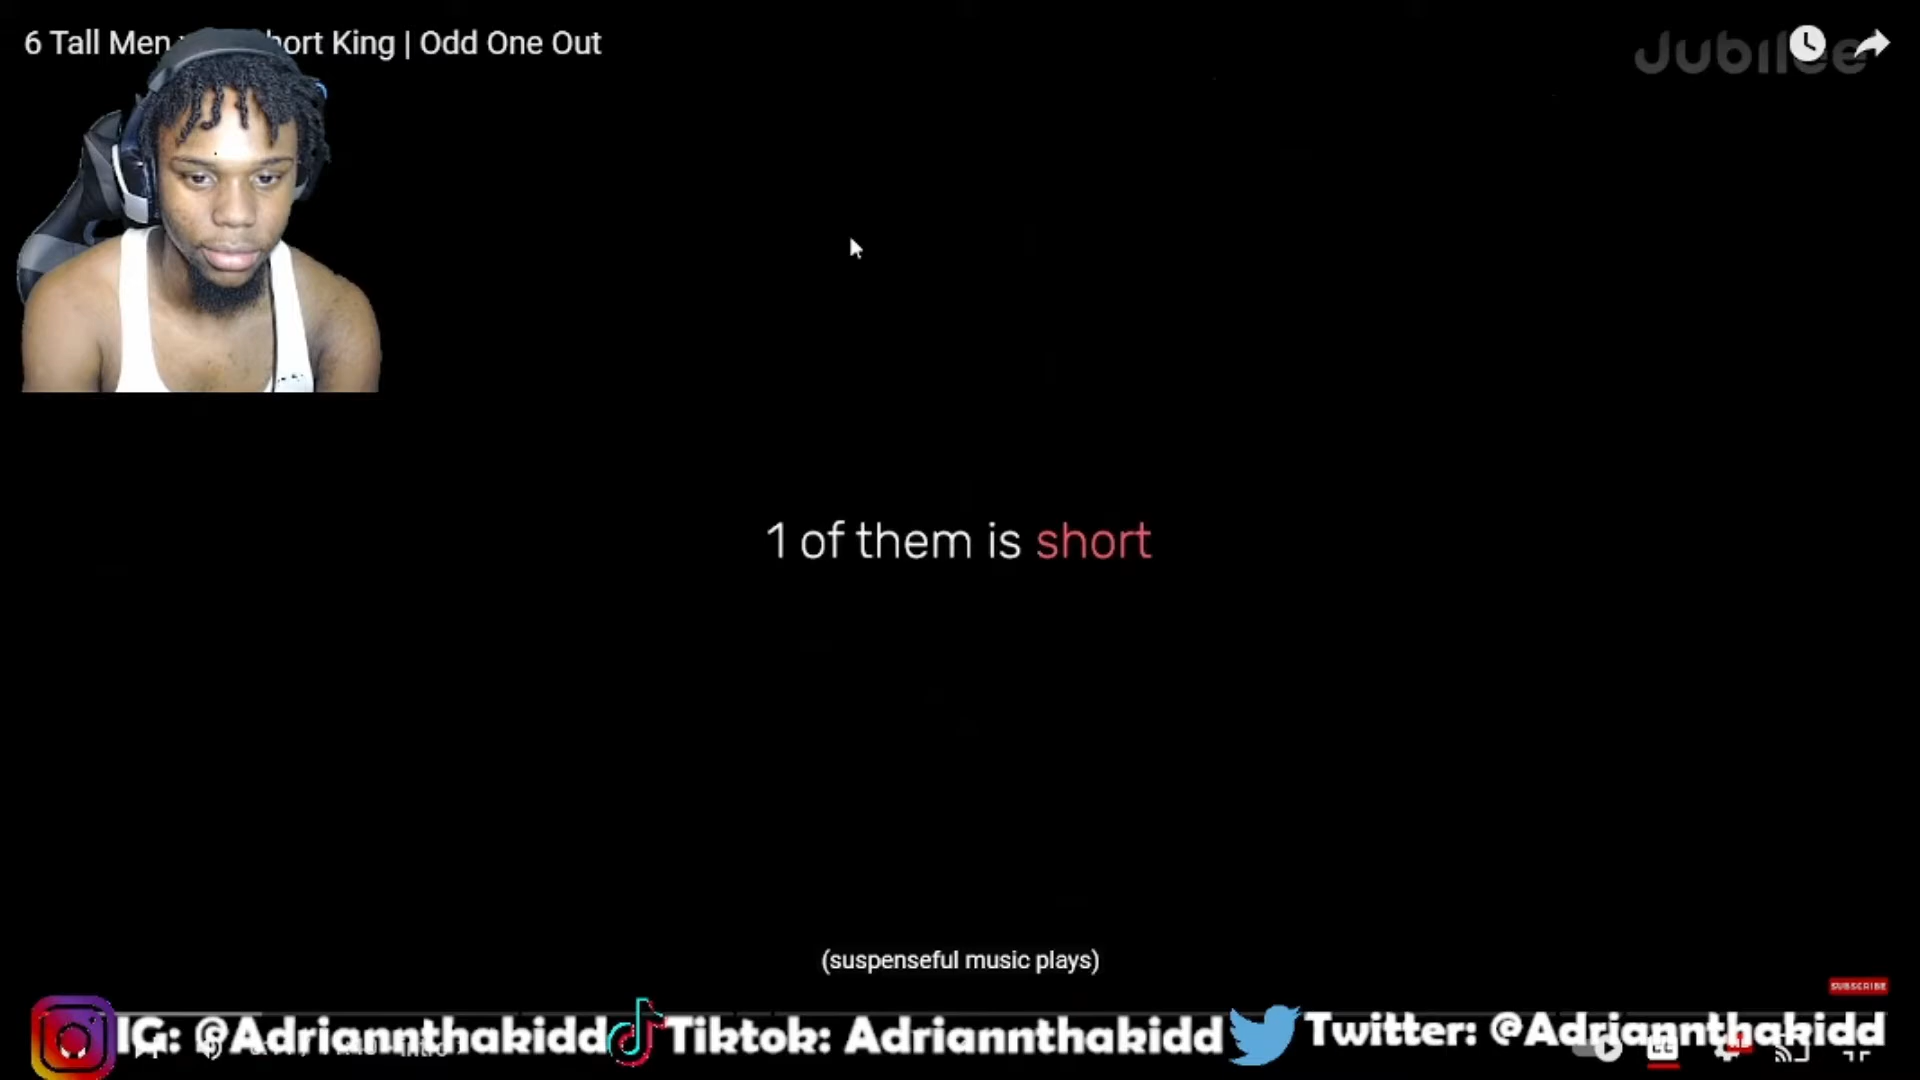 6 Tall Men hort King | Odd One Out
Jubilee
1 of them is short
(suspenseful music plays)
SUBSCRIBE
IG: @Adriannthakidd Tiktok: Adriannthakidd Twitter: @Adriannthakidd